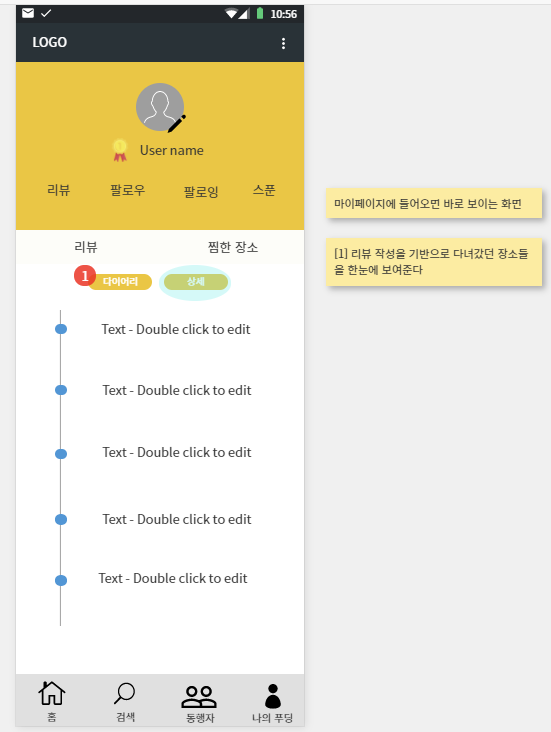 10:56
LOGO
User name
리뷰
팔로우
팔로잉
스푼
리뷰
찜한 장소
1
다이어리
상세
Text - Double click to edit
Text - Double click to edit
Text - Double click to edit
Text - Double click to edit
Text - Double click to edit
홈
검색
동행자
나의 푸딩
마이페이지에 들어오면 바로 보이는 화면
[1] 리뷰 작성을 기반으로 다녀갔던 장소들
을 한눈에 보여준다